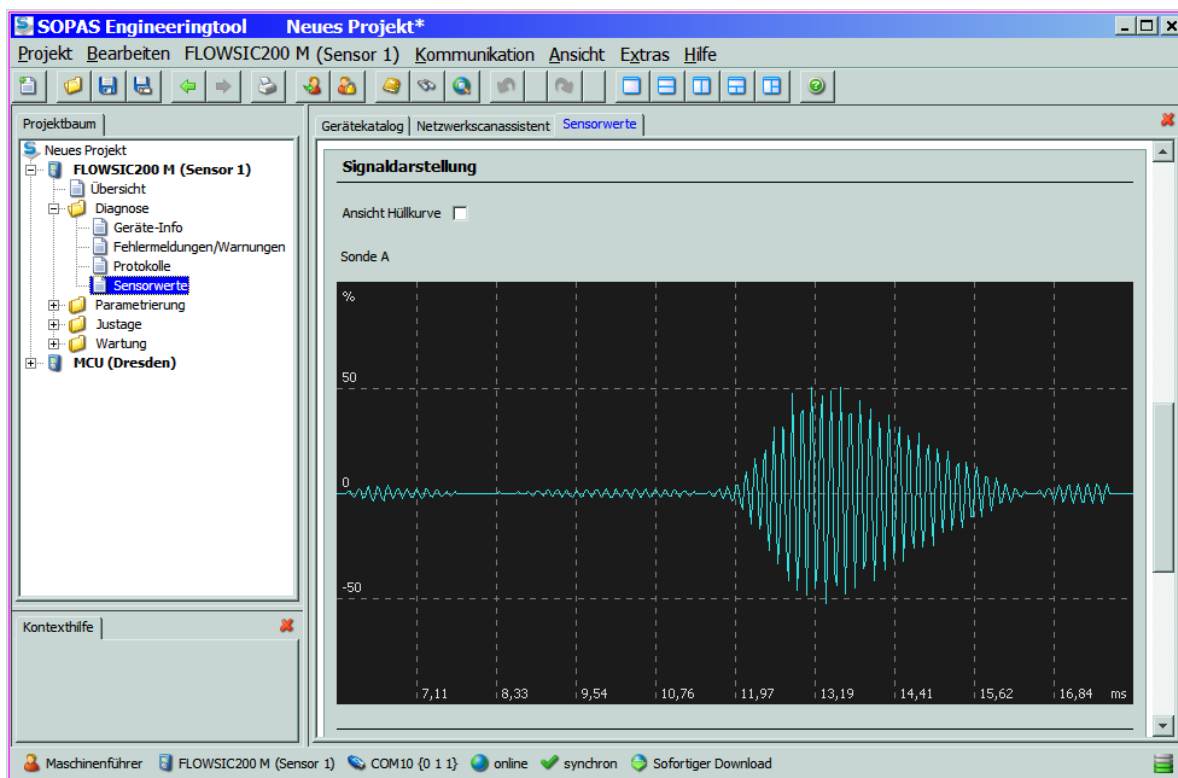 SOPAS Engineeringtool Neues Projekt*
Projekt Bearbeiten FLOWSIC200 M (Sensor 1) Kommunikation Ansicht Extras Hilfe
Projektbaum
Neues Projekt
FLOWSIC200 M (Sensor 1)
Übersicht
Diagnose
Geräte-Info
Fehlermeldungen/Warnungen
Protokolle
Sensorwerte
Parametrierung
Justage
Wartung
MCU (Dresden)
Kontexthilfe
Gerätekatalog Netzwerkscanassistent Sensorwerte
Signaldarstellung
Ansicht Hüllkurve
Sonde A
%
50
0
-50
7,11 8,33 9,54 10,76 11,97 13,19 14,41 15,62 16,84 ms
Maschinenführer FLOWSIC200 M (Sensor 1) COM10 {0 1 1} online synchron Sofortiger Download